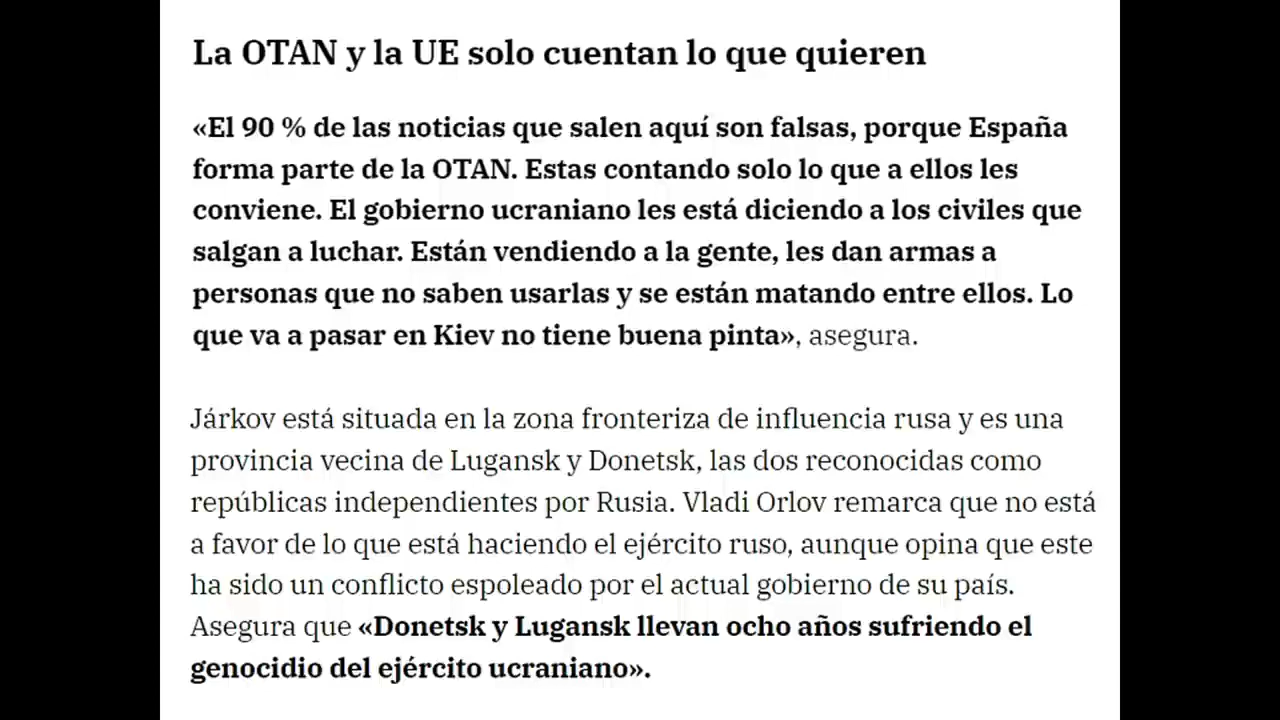 La OTAN y la UE solo cuentan lo que quieren
«El 90 % de las noticias que salen aquí son falsas, porque España
forma parte de la OTAN. Estas contando solo lo que a ellos les
conviene. El gobierno ucraniano les está diciendo a los civiles que
salgan a luchar. Están vendiendo a la gente, les dan armas a
personas que no saben usarlas y se están matando entre ellos. Lo
que va a pasar en Kiev no tiene buena pinta», asegura.
Járkov está situada en la zona fronteriza de influencia rusa y es una
provincia vecina de Lugansk y Donetsk, las dos reconocidas como
repúblicas independientes por Rusia. Vladi Orlov remarca que no está
a favor de lo que está haciendo el ejército ruso, aunque opina que este
ha sido un conflicto espoleado por el actual gobierno de su país.
Asegura que «Donetsk y Lugansk llevan ocho años sufriendo el
genocidio del ejército ucraniano».